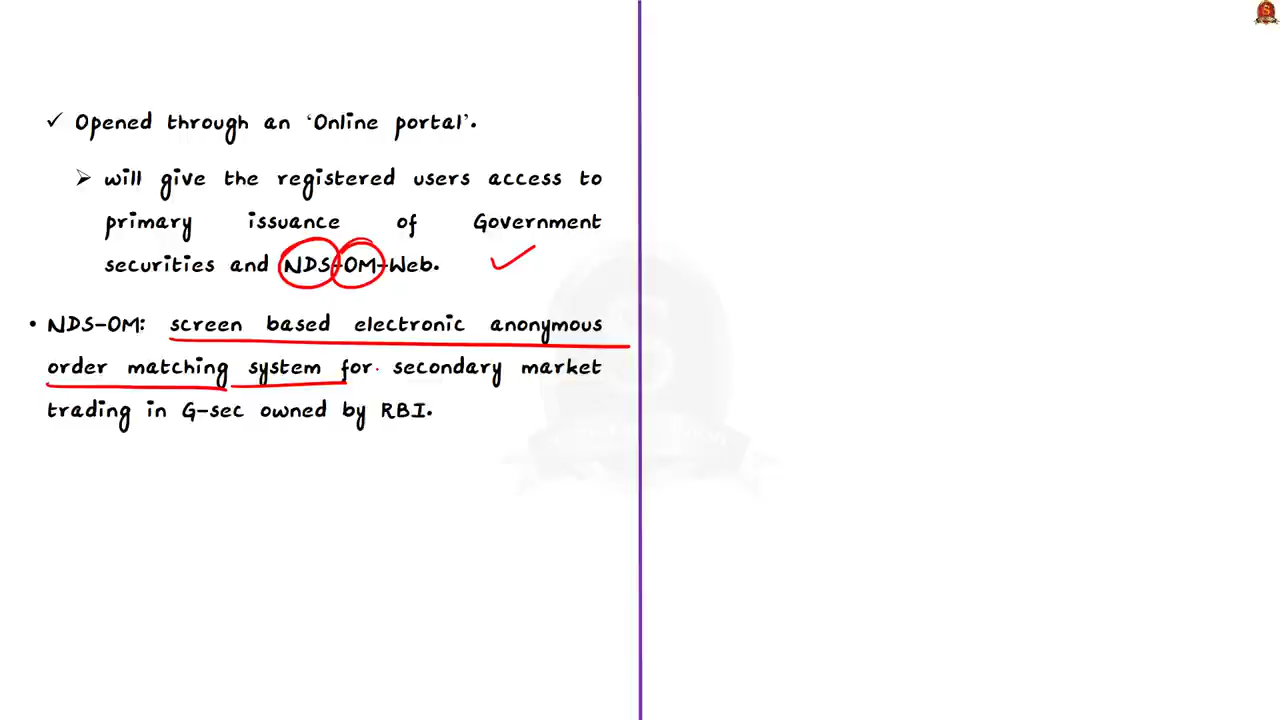 ✓ Opened through an ‘Online portal’.
➢ will give the registered users access to
primary issuance of Government
securities and NDS-OM-Web.
• NDS-OM: screen based electronic anonymous
order matching system for secondary market
trading in G-sec owned by RBI.